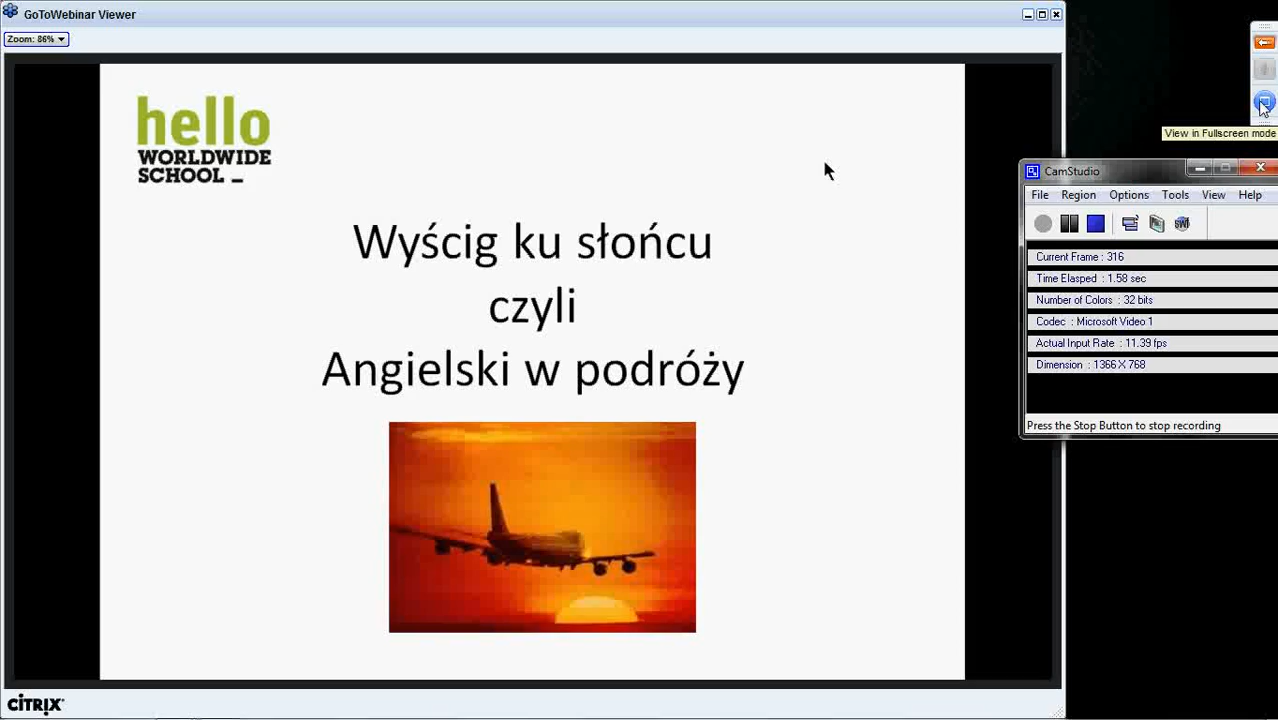 GoToWebinar Viewer
Zoom: 86%
hello
WORLDWIDE
SCHOOL _
Wyścig ku słońcu
czyli
Angielski w podróży
CİTRIX
View in Fullscreen mode
CamStudio
File Region Options Tools View Help
SWF
Current Frame : 316
Time Elasped : 1.58 sec
Number of Colors : 32 bits
Codec : Microsoft Video 1
Actual Input Rate : 11.39 fps
Dimension : 1366 X 768
Press the Stop Button to stop recording